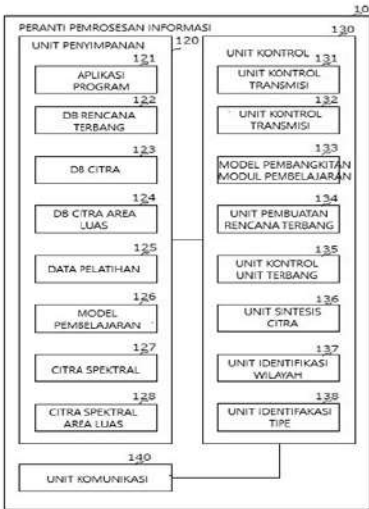 10
PERANTI PEMROSESAN INFORMASI
UNIT PENYIMPANAN
120
121
APLIKASI
PROGRAM
122
DB RENCANA
TERBANG
123
DB CITRA
124
DB CITRA AREA
LUAS
125
DATA PELATIHAN
126
MODEL
PEMBELAJARAN
127
CITRA SPEKTRAL
128
CITRA SPEKTRAL
AREA LUAS
130
UNIT KONTROL
131
UNIT KONTROL
TRANSMISI
132
UNIT KONTROL
TRANSMISI
133
MODEL PEMBANGKITAN
MODUL PEMBELAJARAN
134
UNIT PEMBUATAN
RENCANA TERBANG
135
UNIT KONTROL
UNIT TERBANG
136
UNIT SINTESIS
CITRA
137
UNIT IDENTIFIKASI
WILAYAH
138
UNIT IDENTIFAKASI
TIPE
140
UNIT KOMUNIKASI